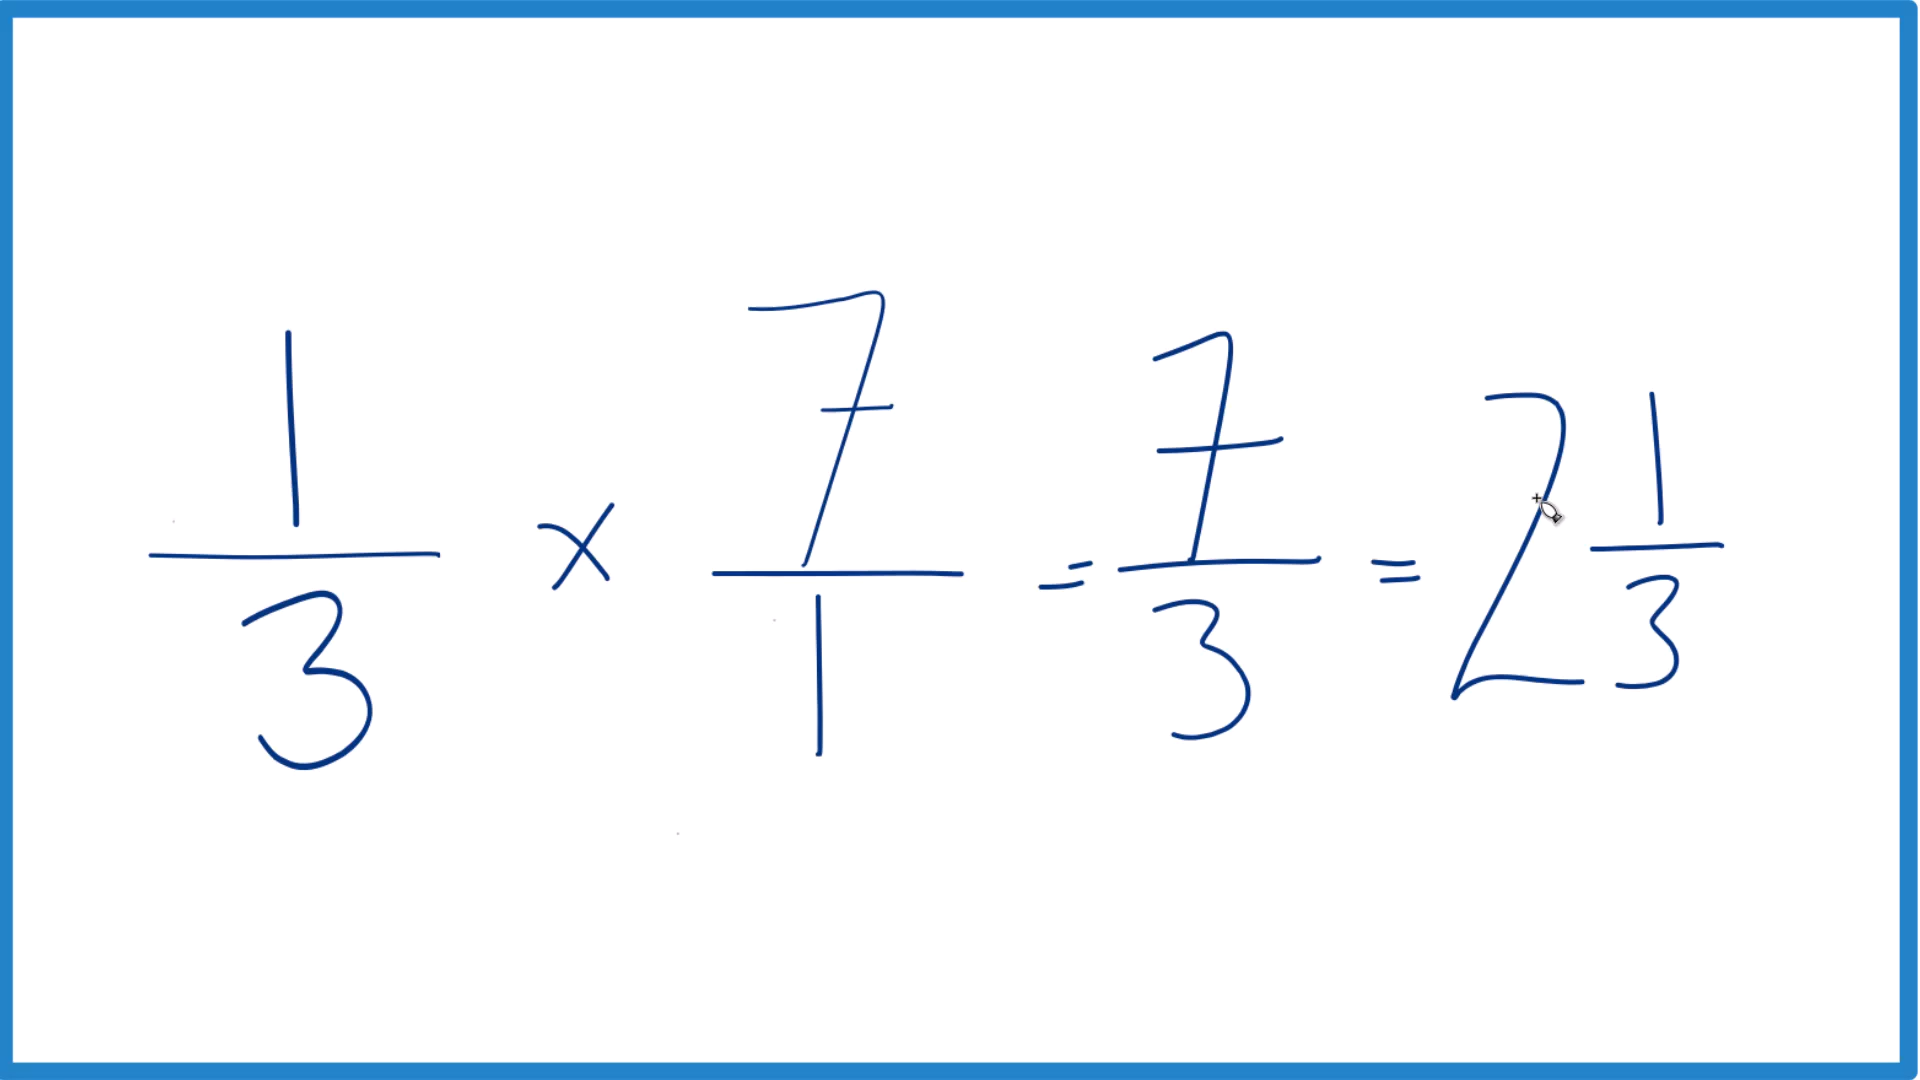 1/3 × 7/1 = 7/3 = 2 1/3